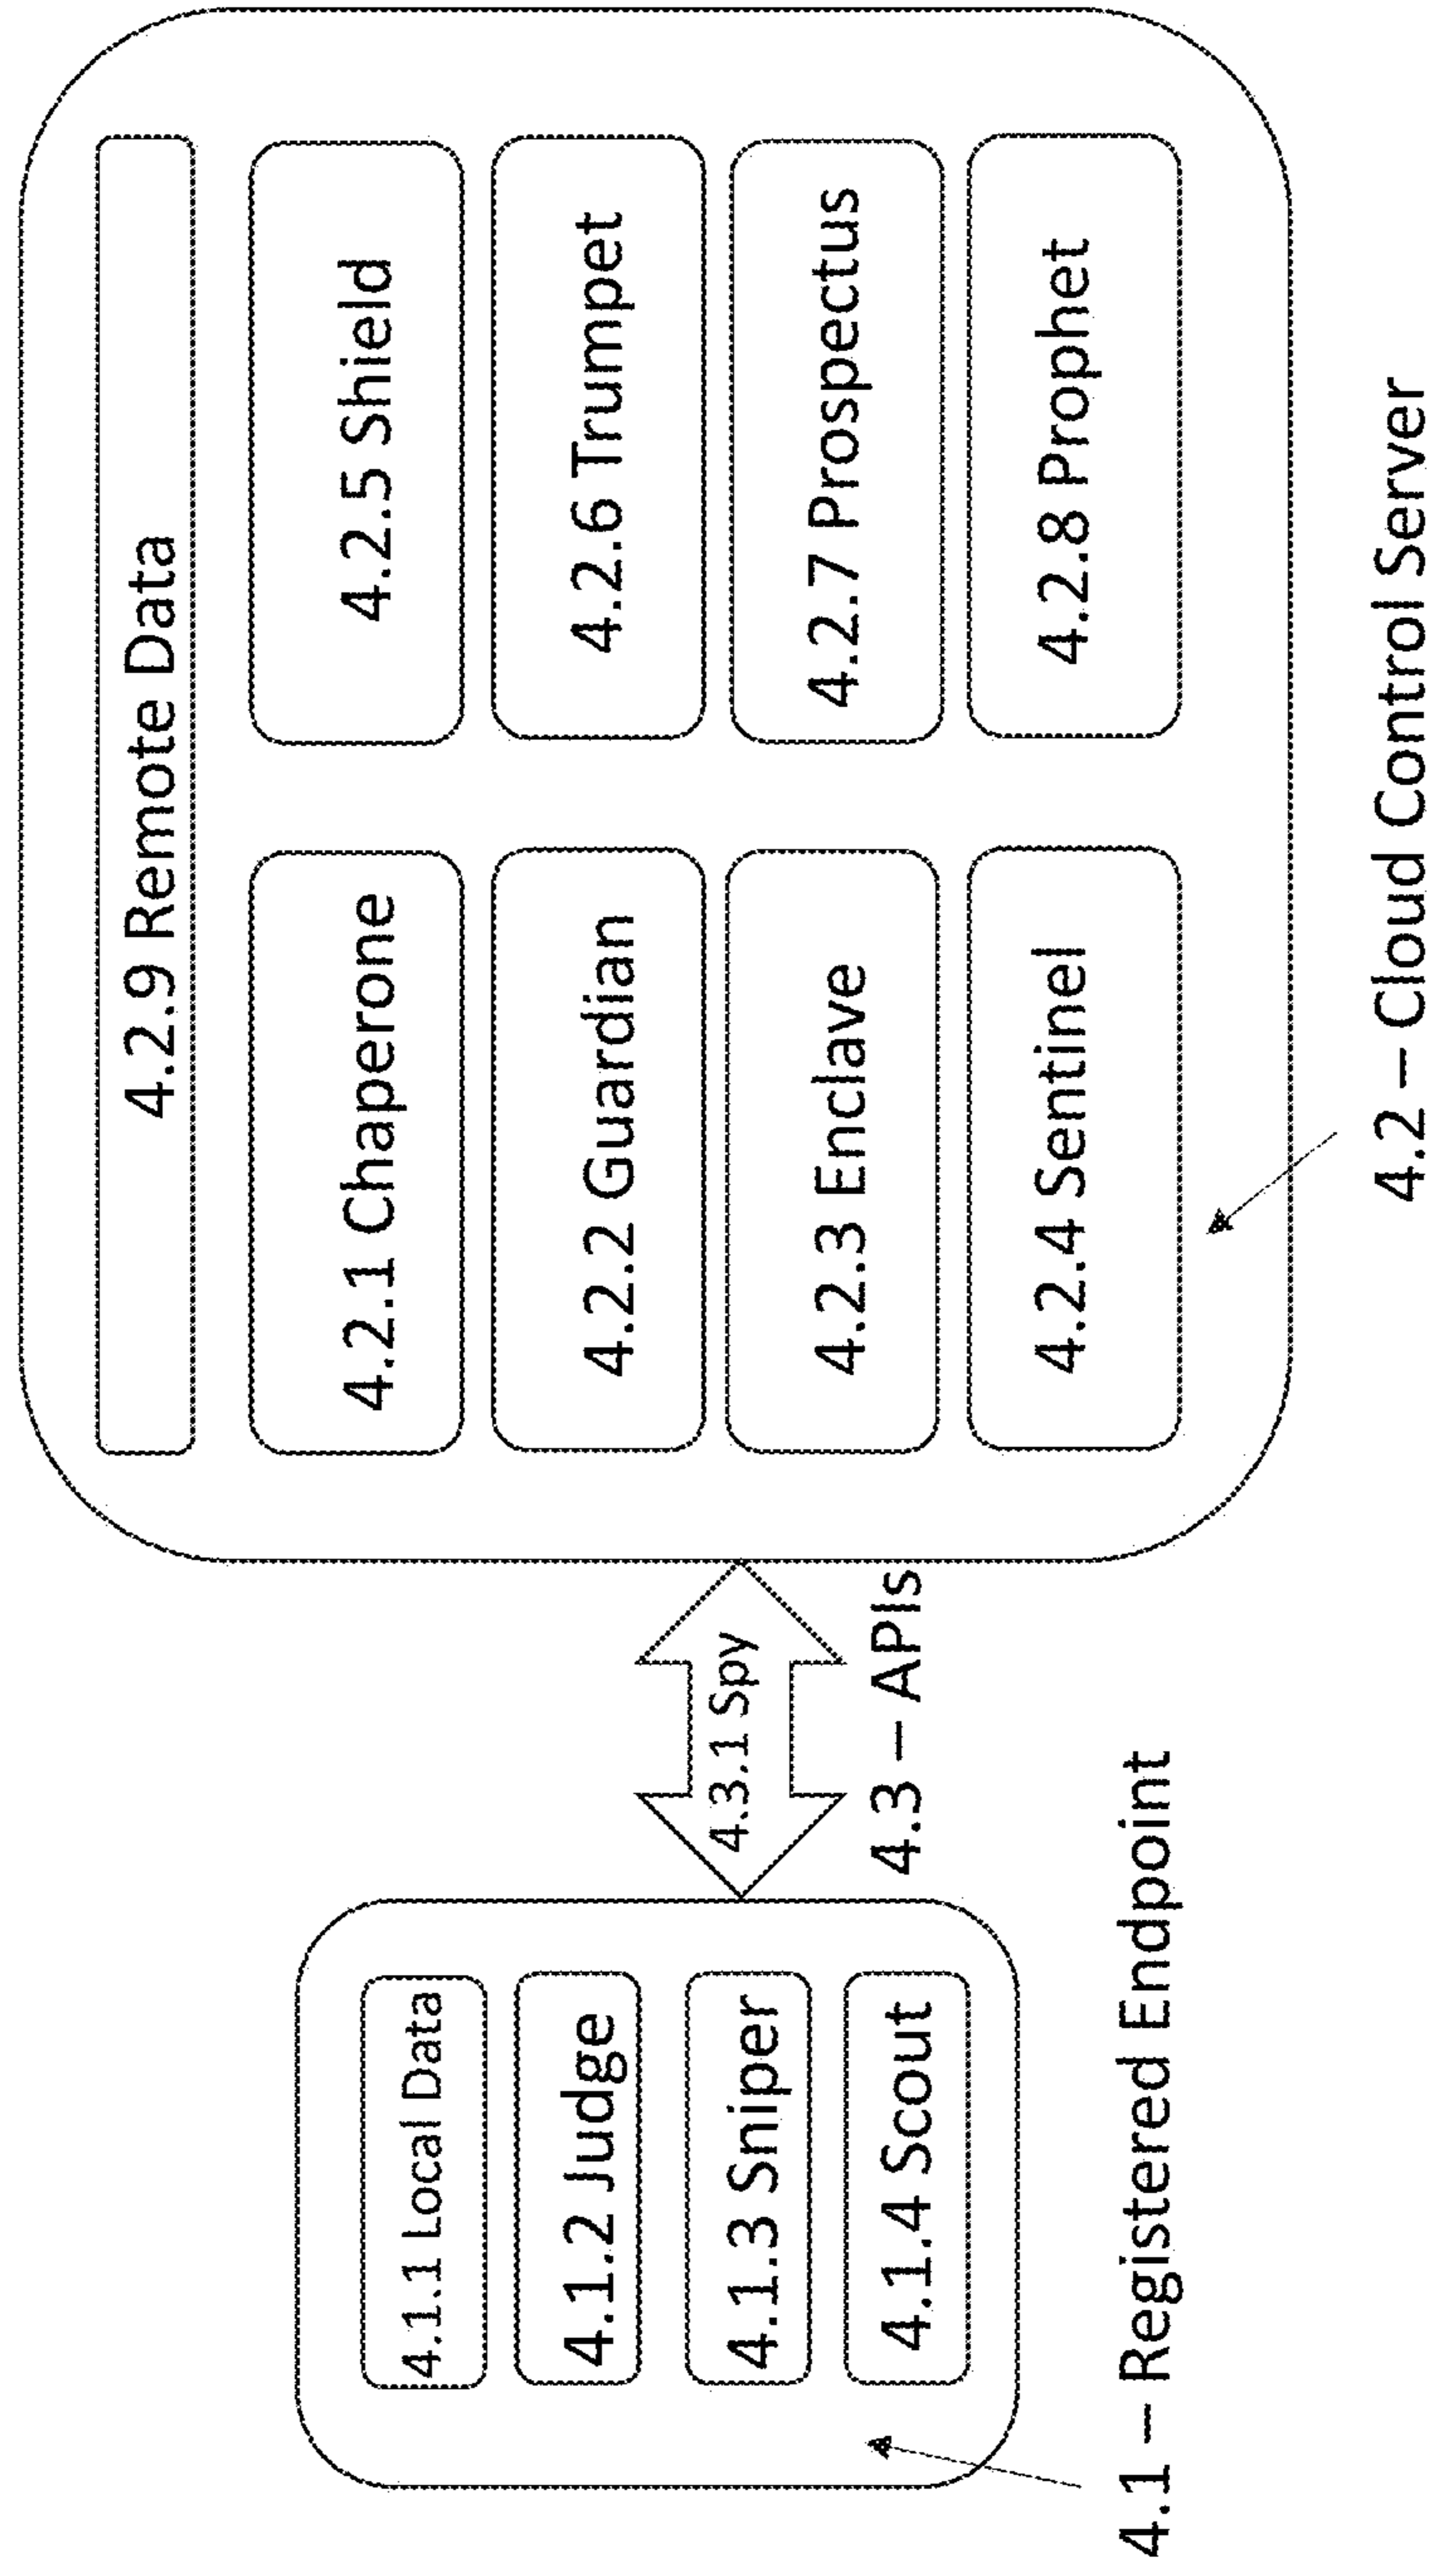 4.1.1 Local Data
4.1.2 Judge
4.1.3 Sniper
4.1.4 Scout
4.1 – Registered Endpoint
4.3.1 Spy
4.3 – APIs
4.2.9 Remote Data
4.2.1 Chaperone
4.2.5 Shield
4.2.2 Guardian
4.2.6 Trumpet
4.2.3 Enclave
4.2.7 Prospectus
4.2.4 Sentinel
4.2.8 Prophet
4.2 – Cloud Control Server